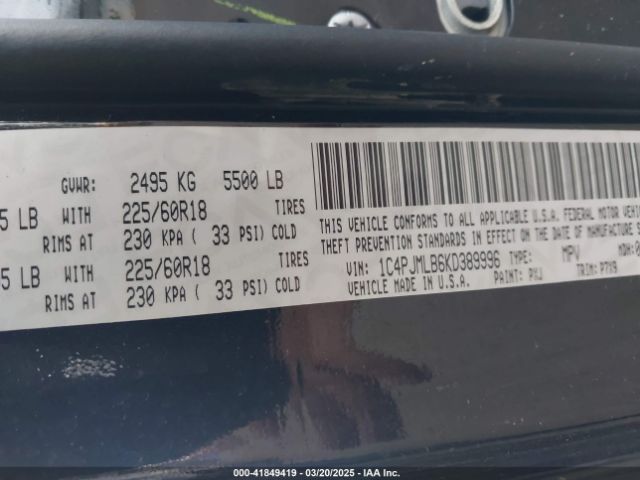 GVWR: 2495 KG 5500 LB
5 LB WITH 225/60R18 TIRES
RIMS AT 230 KPA ( 33 PSI) COLD
5 LB WITH 225/60R18 TIRES
RIMS AT 230 KPA ( 33 PSI) COLD
THIS VEHICLE CONFORMS TO ALL APPLICABLE U.S.A. FEDERAL MOTOR VEHI
THEFT PREVENTION STANDARDS IN EFFECT ON THE DATE OF MANUFACTURE S
VIN: 1C4PJMLB6KD389996 TYPE: MPV MDH:0
VEHICLE MADE IN U.S.A. PAINT: TRIM:
000-41849419 - 03/20/2025 - IAA Inc.